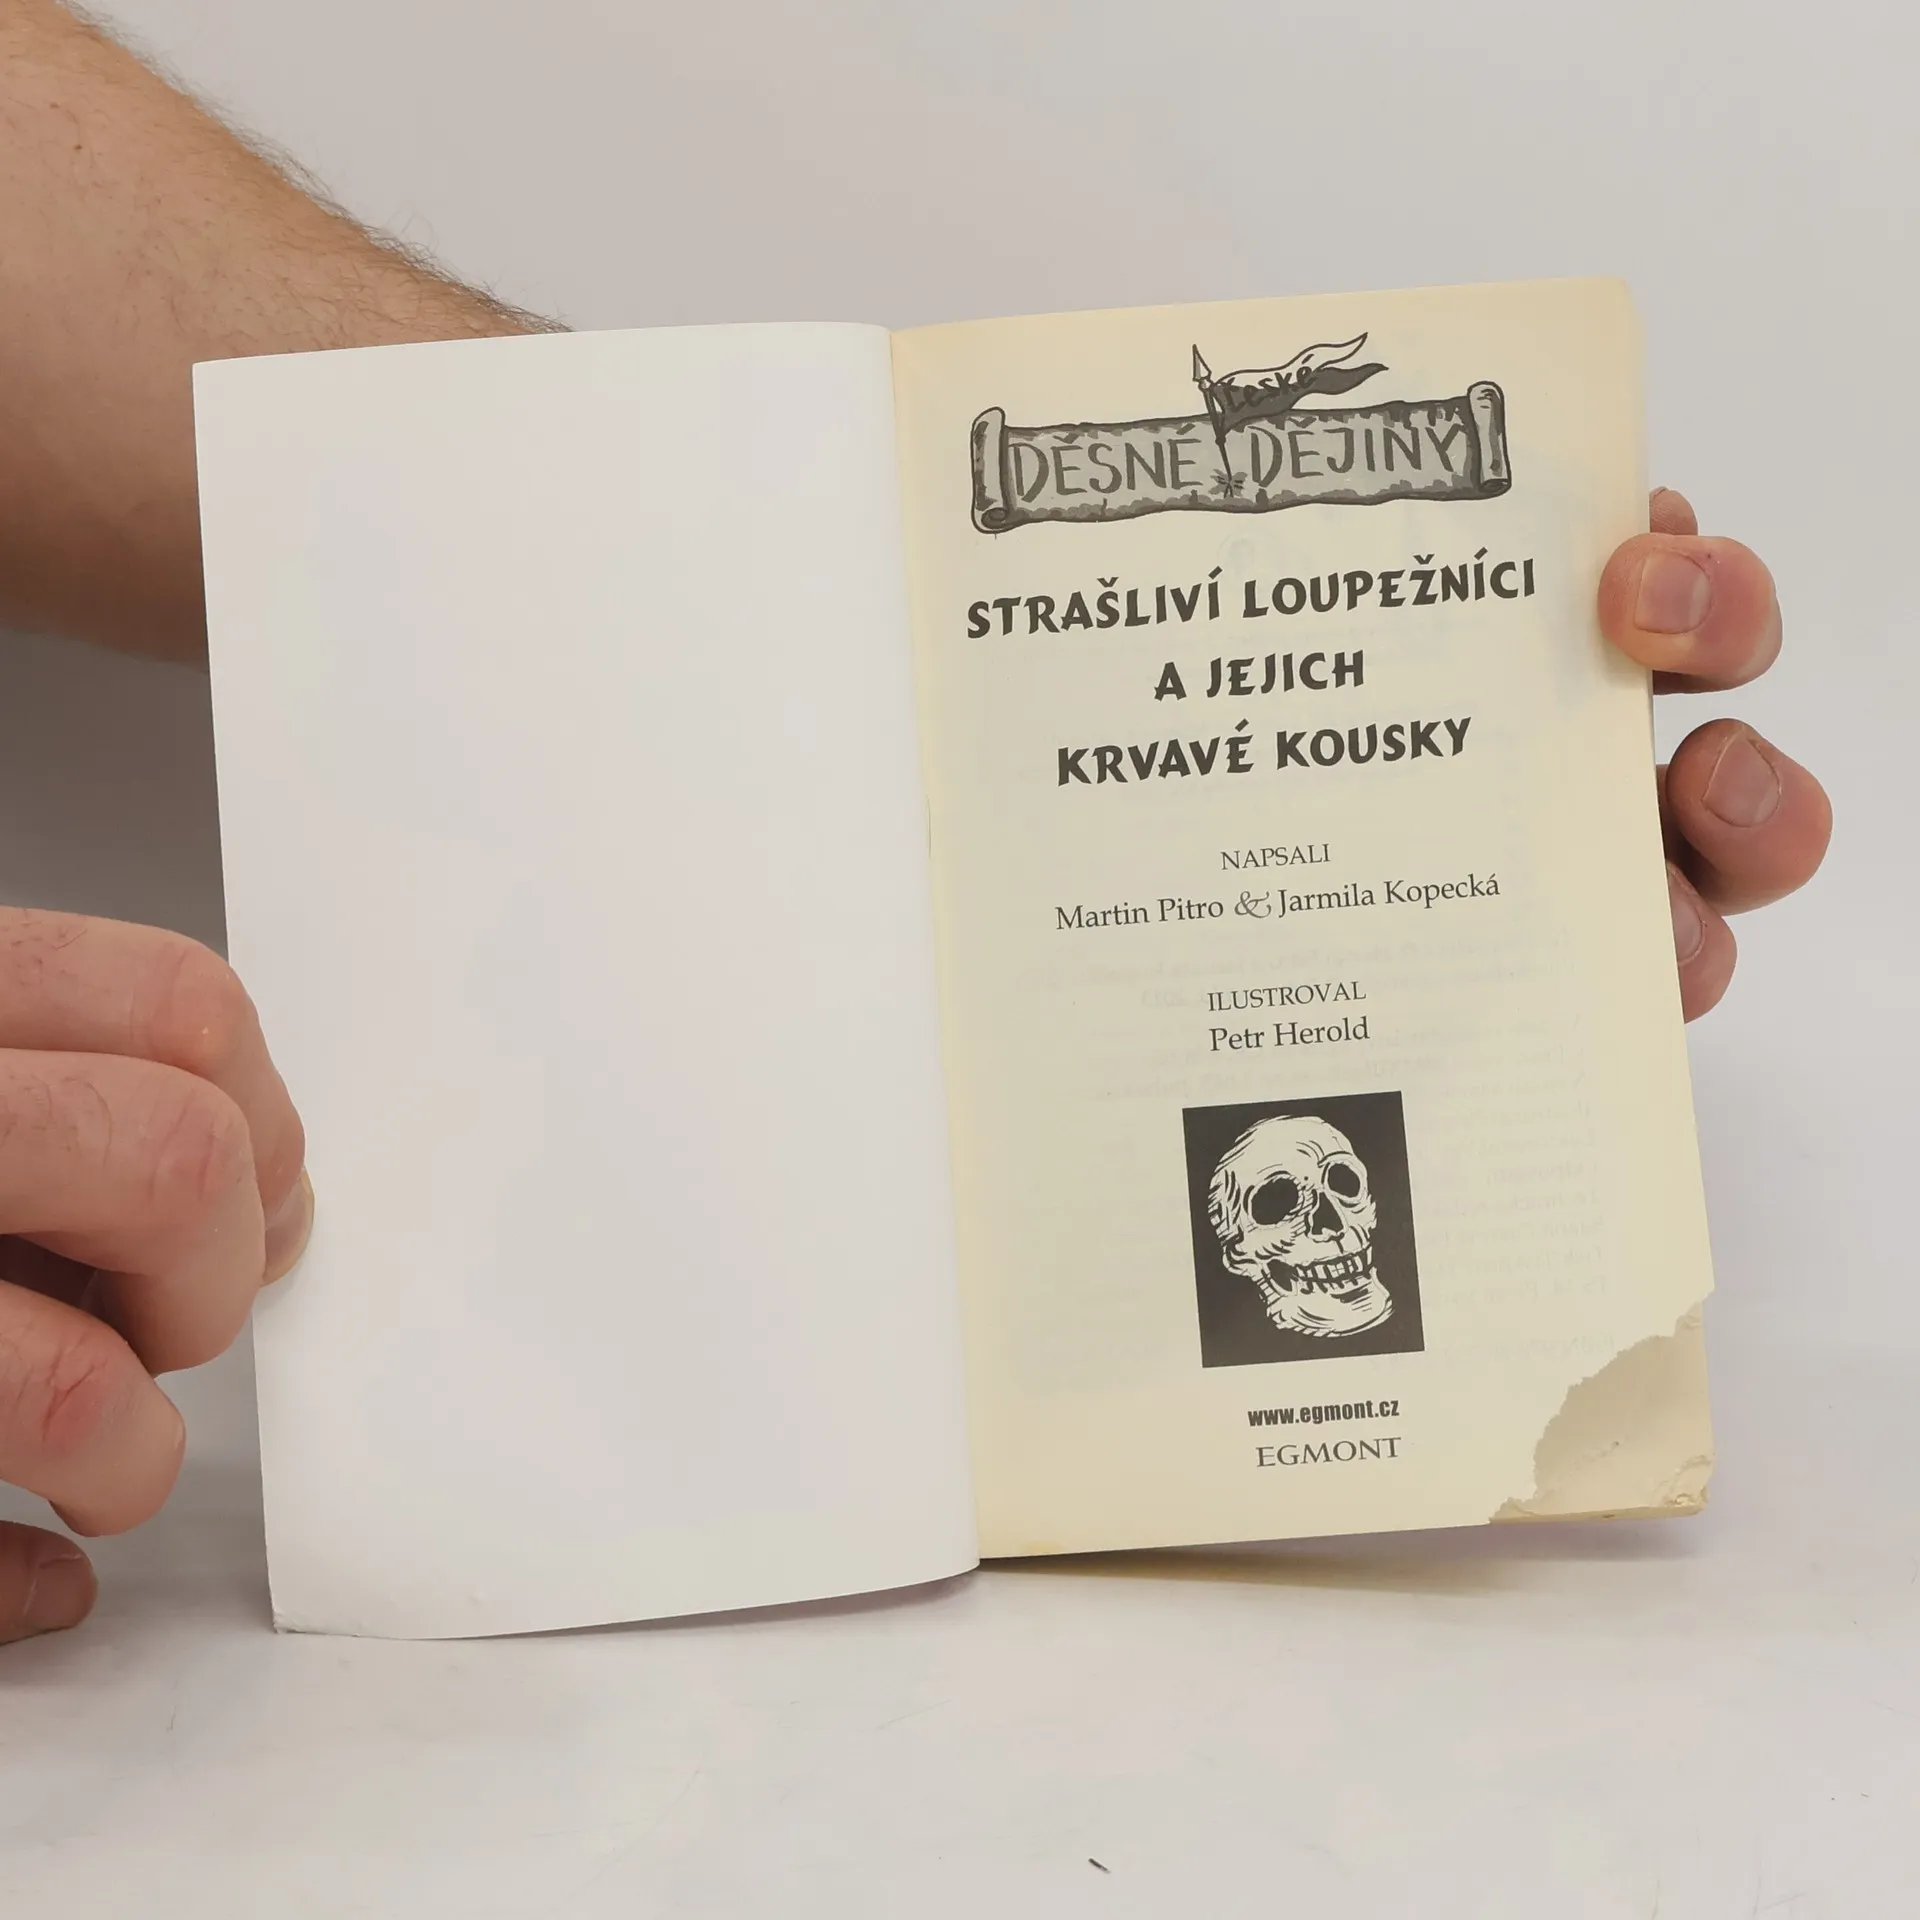 České
DĚSNÉ DĚJINY
STRAŠLIVÍ LOUPEŽNÍCI
A JEJICH
KRVAVÉ KOUSKY
NAPSALI
Martin Pitro & Jarmila Kopecká
ILUSTROVAL
Petr Herold
www.egmont.cz
EGMONT